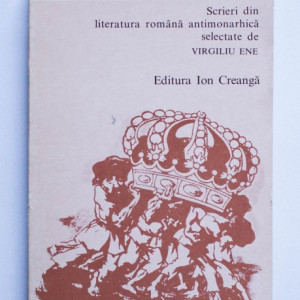 Scrieri din
literatura română antimonarhică
selectate de
VIRGILIU ENE
Editura Ion Creangă